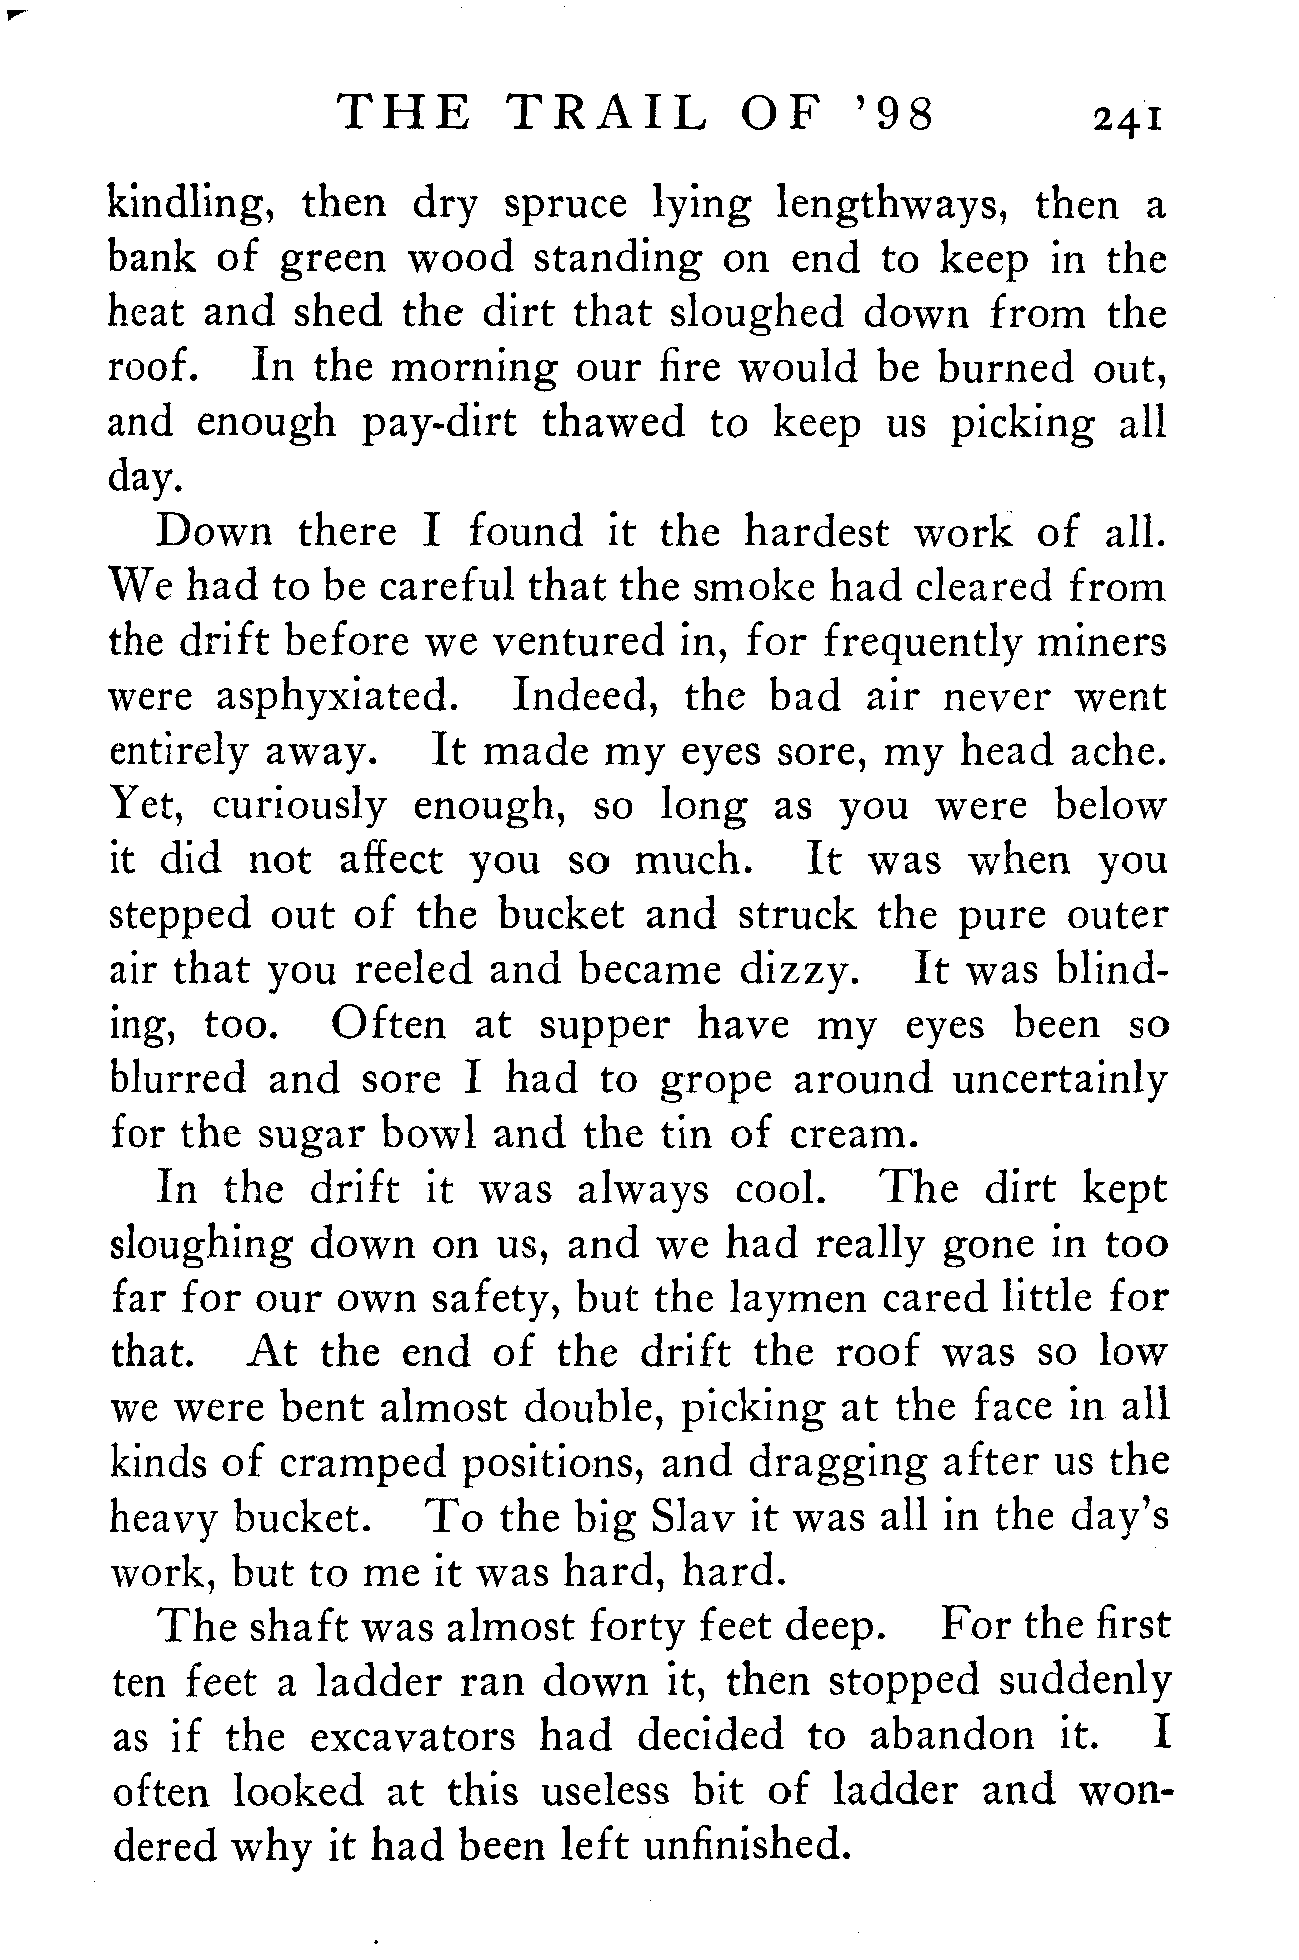 THE TRAIL OF ’98 241
kindling, then dry spruce lying lengthways, then a
bank of green wood standing on end to keep in the
heat and shed the dirt that sloughed down from the
roof. In the morning our fire would be burned out,
and enough pay-dirt thawed to keep us picking all
day.
Down there I found it the hardest work of all.
We had to be careful that the smoke had cleared from
the drift before we ventured in, for frequently miners
were asphyxiated. Indeed, the bad air never went
entirely away. It made my eyes sore, my head ache.
Yet, curiously enough, so long as you were below
it did not affect you so much. It was when you
stepped out of the bucket and struck the pure outer
air that you reeled and became dizzy. It was blind-
ing, too. Often at supper have my eyes been so
blurred and sore I had to grope around uncertainly
for the sugar bowl and the tin of cream.
In the drift it was always cool. The dirt kept
sloughing down on us, and we had really gone in too
far for our own safety, but the laymen cared little for
that. At the end of the drift the roof was so low
we were bent almost double, picking at the face in all
kinds of cramped positions, and dragging after us the
heavy bucket. To the big Slav it was all in the day’s
work, but to me it was hard, hard.
The shaft was almost forty feet deep. For the first
ten feet a ladder ran down it, then stopped suddenly
as if the excavators had decided to abandon it. I
often looked at this useless bit of ladder and won-
dered why it had been left unfinished.